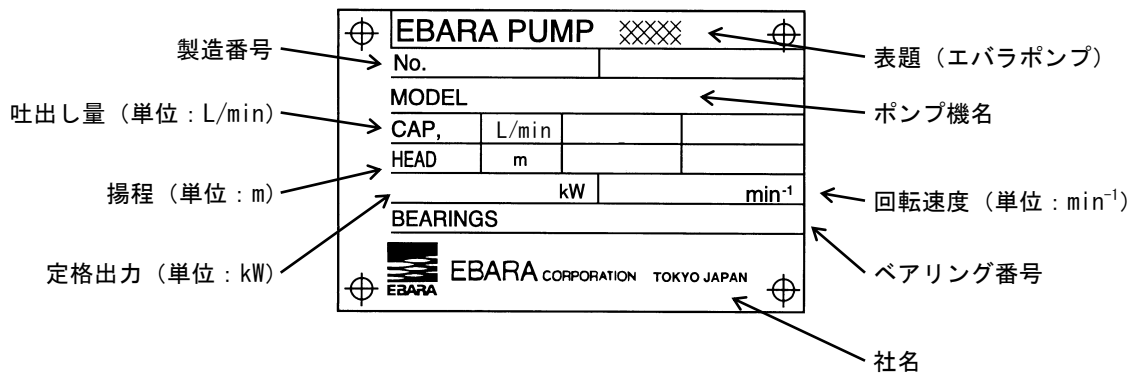 EBARA PUMP XXXXX
No.
MODEL
CAP, L/min
HEAD m
kW min⁻¹
BEARINGS
EBARA
EBARA CORPORATION TOKYO JAPAN
製造番号
吐出し量（単位：L/min）
揚程（単位：m）
定格出力（単位：kW）
表題（エバラポンプ）
ポンプ機名
回転速度（単位：min⁻¹）
ベアリング番号
社名